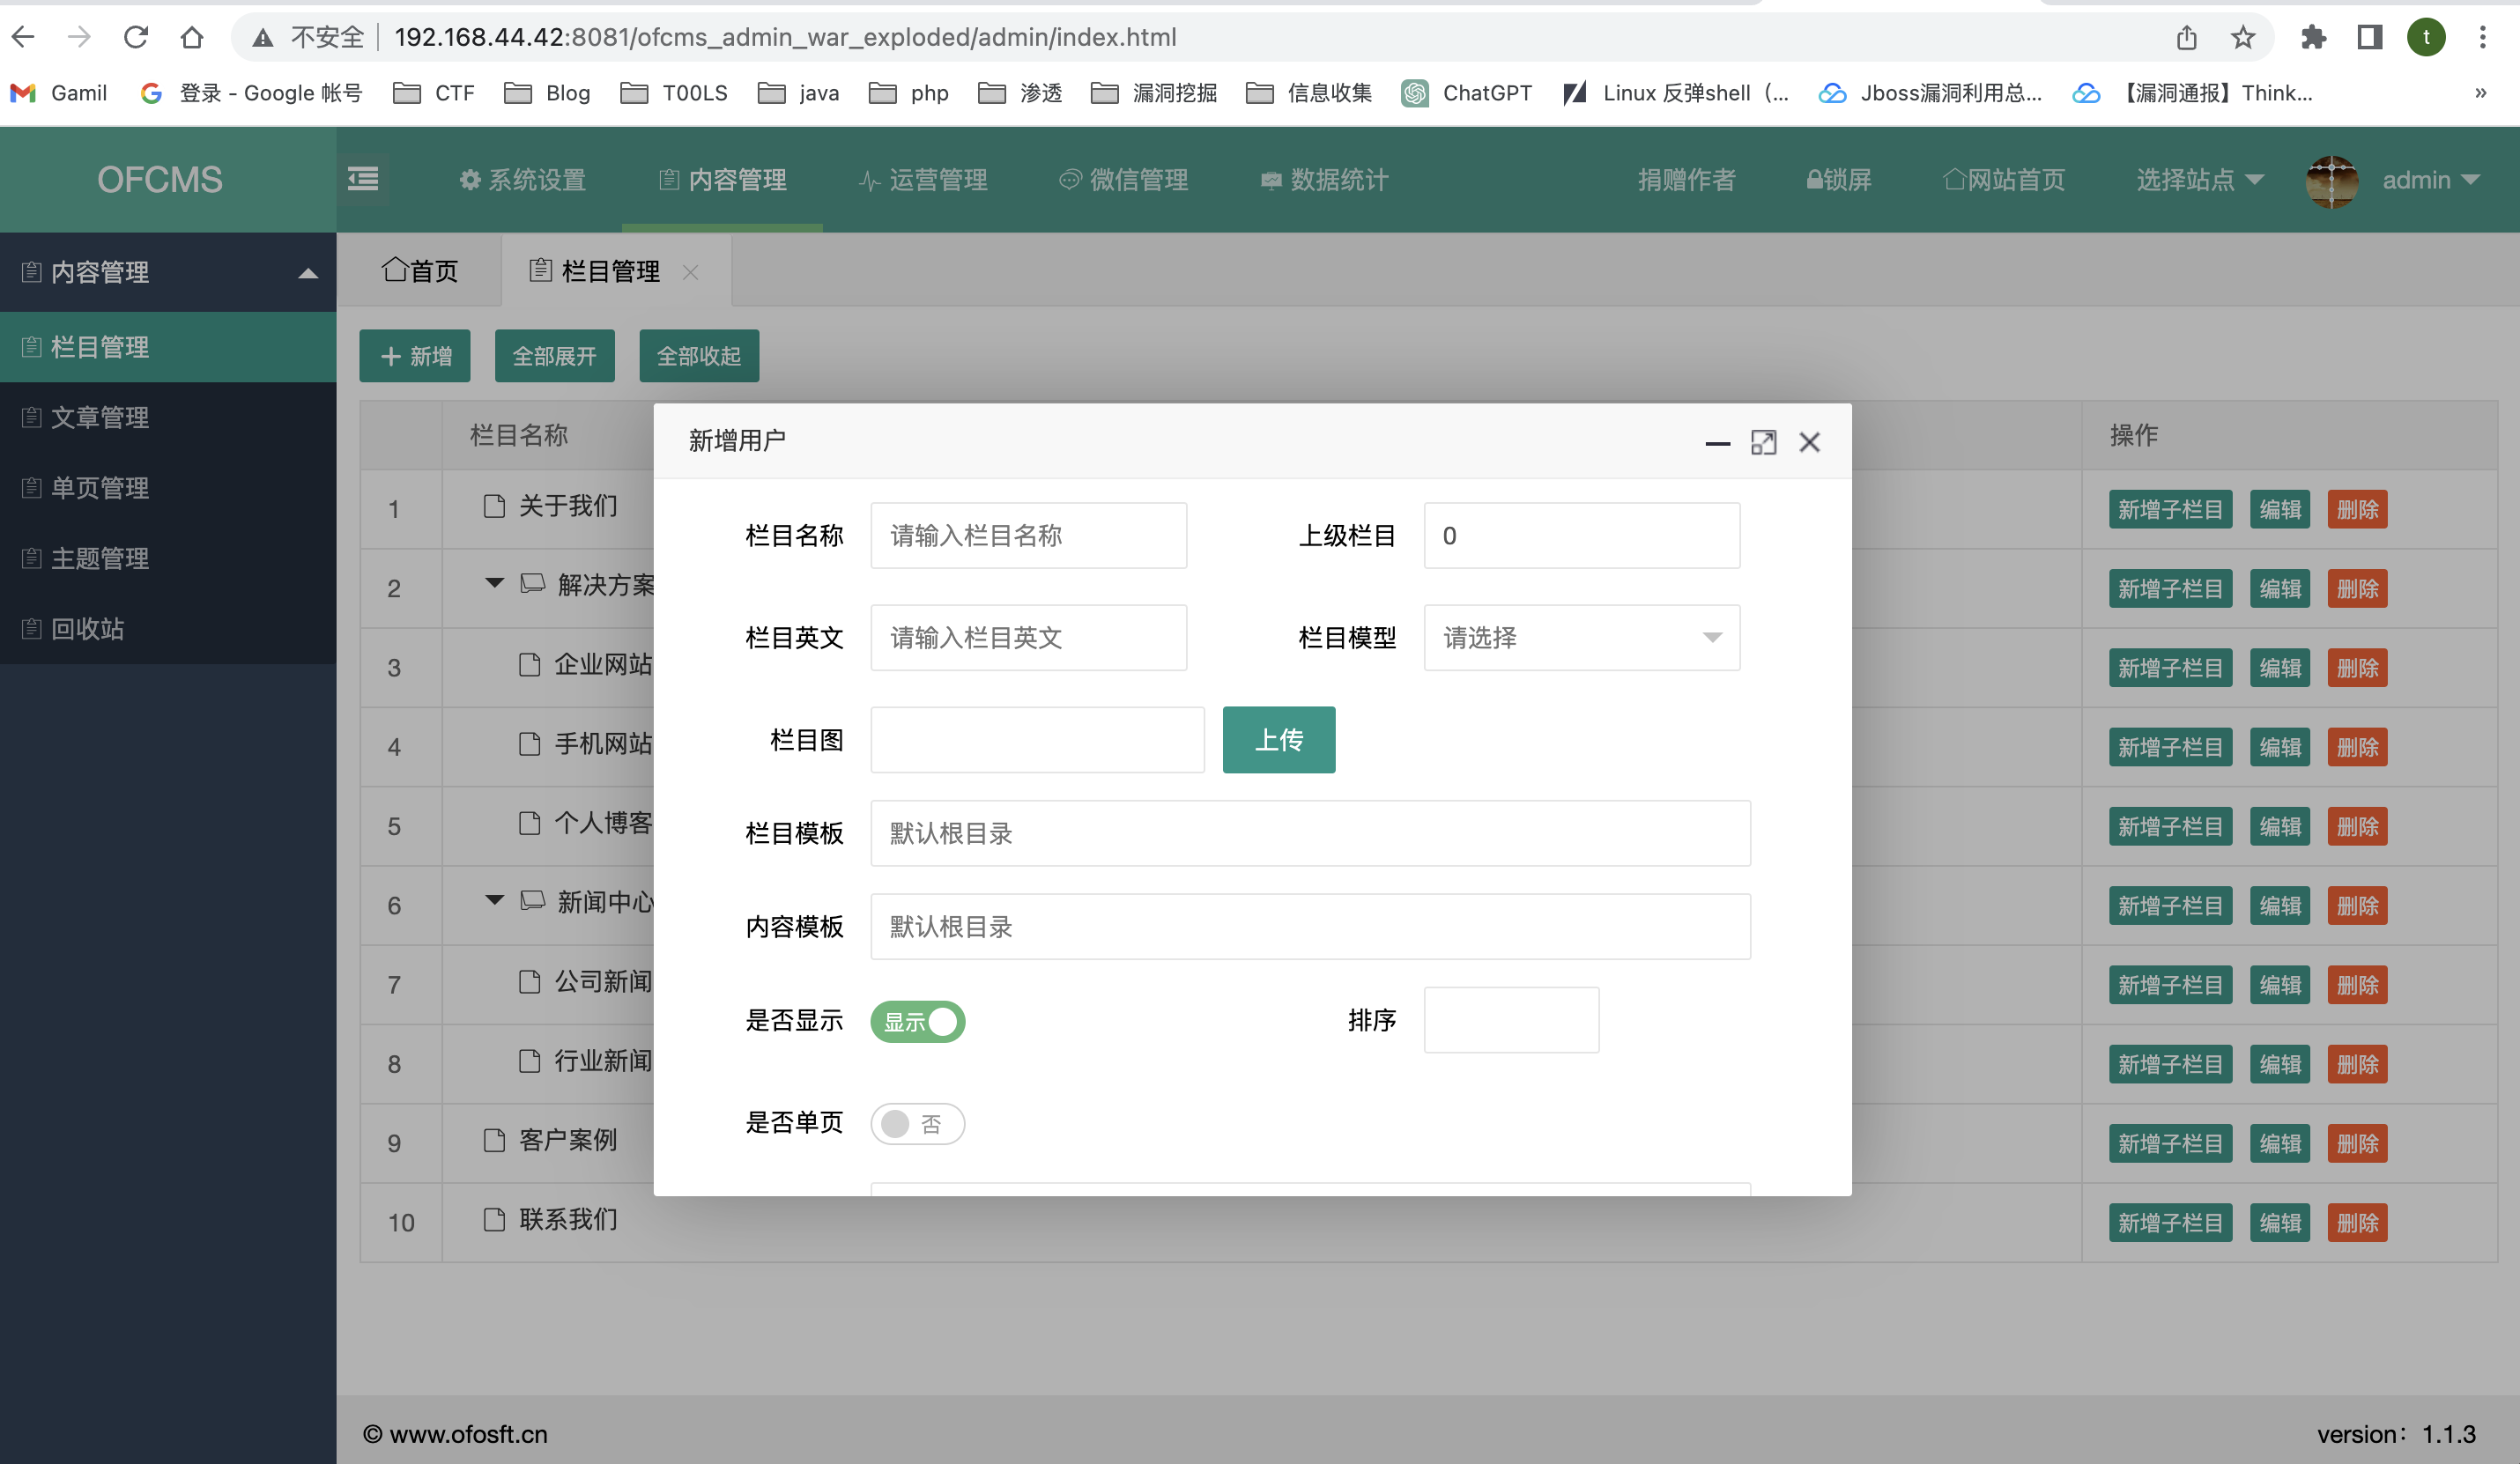 不安全 192.168.44.42:8081/ofcms_admin_war_exploded/admin/index.html t
Gamil 登录 - Google 帐号 CTF Blog T00LS java php 渗透 漏洞挖掘 信息收集 ChatGPT Linux 反弹shell（... Jboss漏洞利用总... 【漏洞通报】Think... »
OFCMS 系统设置 内容管理 运营管理 微信管理 数据统计 捐赠作者 锁屏 网站首页 选择站点 admin
内容管理
栏目管理
文章管理
单页管理
主题管理
回收站
首页 栏目管理
新增 全部展开 全部收起
栏目名称 操作
1 关于我们 新增子栏目 编辑 删除
2 解决方案 新增子栏目 编辑 删除
3 企业网站 新增子栏目 编辑 删除
4 手机网站 新增子栏目 编辑 删除
5 个人博客 新增子栏目 编辑 删除
6 新闻中心 新增子栏目 编辑 删除
7 公司新闻 新增子栏目 编辑 删除
8 行业新闻 新增子栏目 编辑 删除
9 客户案例 新增子栏目 编辑 删除
10 联系我们 新增子栏目 编辑 删除
新增用户
栏目名称 请输入栏目名称 上级栏目 0
栏目英文 请输入栏目英文 栏目模型 请选择
栏目图 上传
栏目模板 默认根目录
内容模板 默认根目录
是否显示 显示 排序
是否单页 否
© www.ofosft.cn version：1.1.3